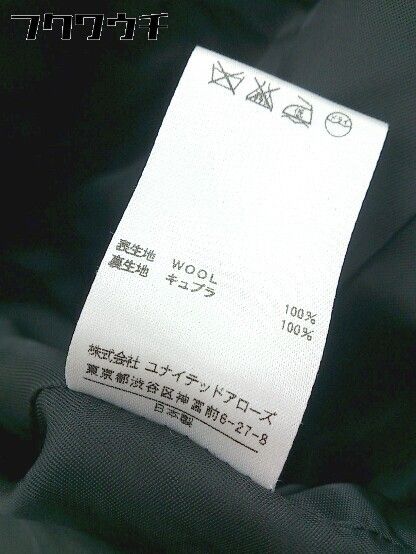 フクウクチ
表生地 WOOL 100%
裏生地 キュプラ 100%
株式会社 ユナイテッドアローズ
東京都渋谷区神宮前6-27-8
日本製